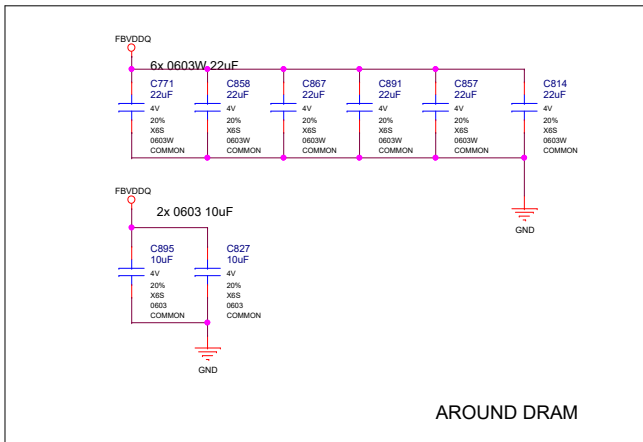 FBVDDQ
6x 0603W 22uF
C771 C858 C867 C891 C857 C814
22uF 22uF 22uF 22uF 22uF 22uF
4V 4V 4V 4V 4V 4V
20% 20% 20% 20% 20% 20%
X6S X6S X6S X6S X6S X6S
0603W 0603W 0603W 0603W 0603W 0603W
COMMON COMMON COMMON COMMON COMMON COMMON
FBVDDQ
2x 0603 10uF
GND
C895 C827
10uF 10uF
4V 4V
20% 20%
X6S X6S
0603 0603
COMMON COMMON
GND
AROUND DRAM